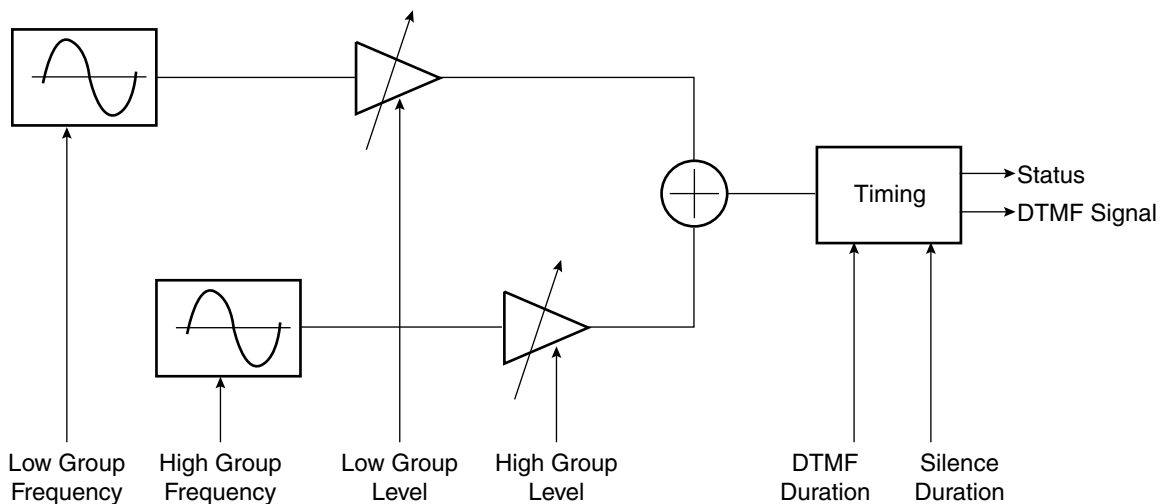 Timing
Status
DTMF Signal
Low Group
Frequency
High Group
Frequency
Low Group
Level
High Group
Level
DTMF
Duration
Silence
Duration